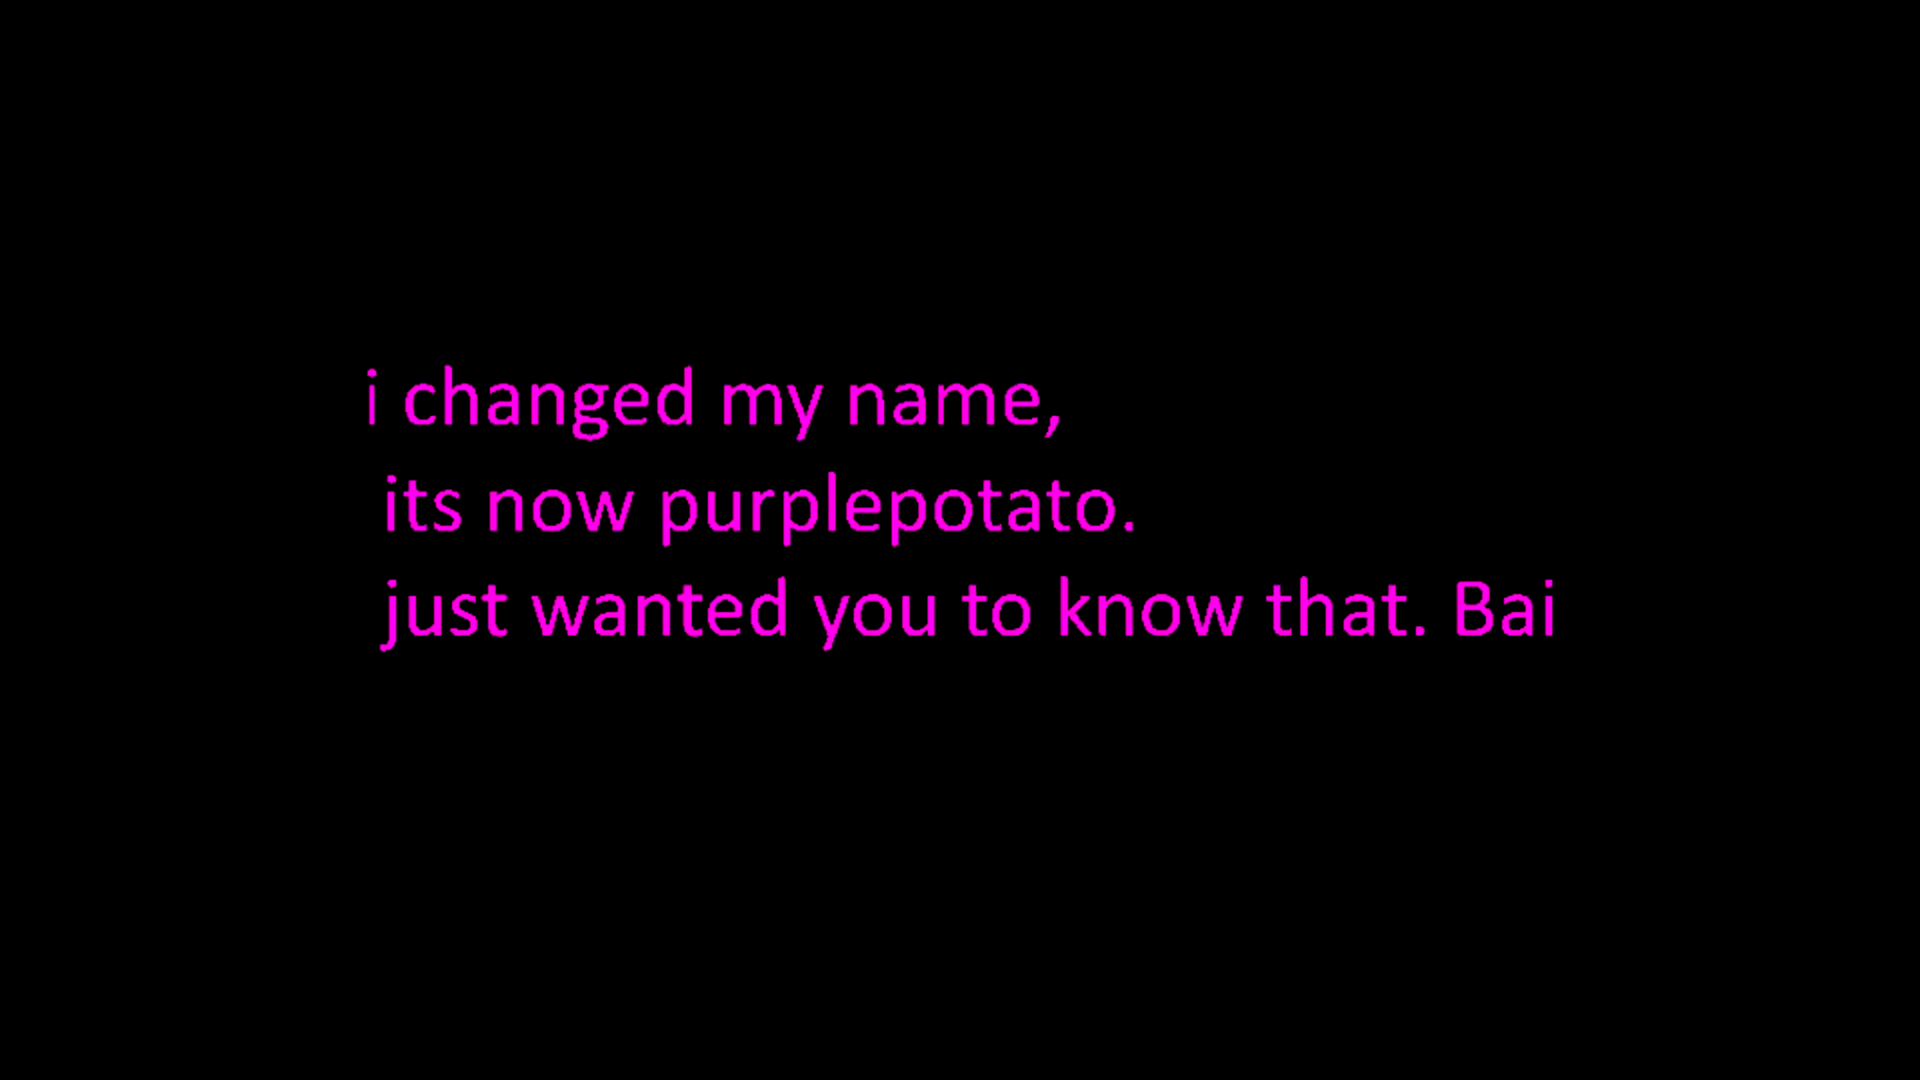 i changed my name,
its now purplepotato.
just wanted you to know that. Bai